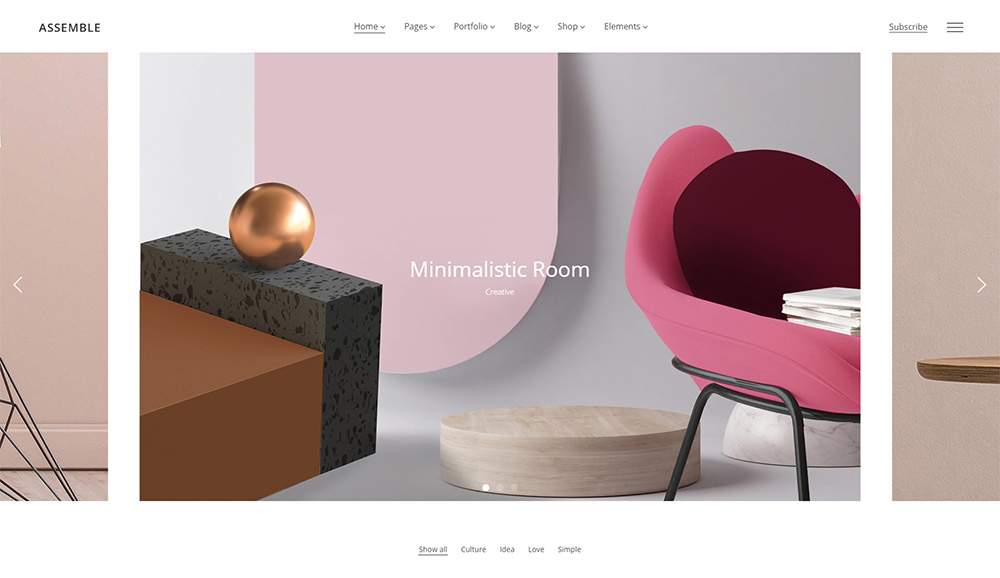 ASSEMBLE
Home Pages Portfolio Blog Shop Elements
Subscribe
Minimalistic Room
Creative
Show all Culture Idea Love Simple